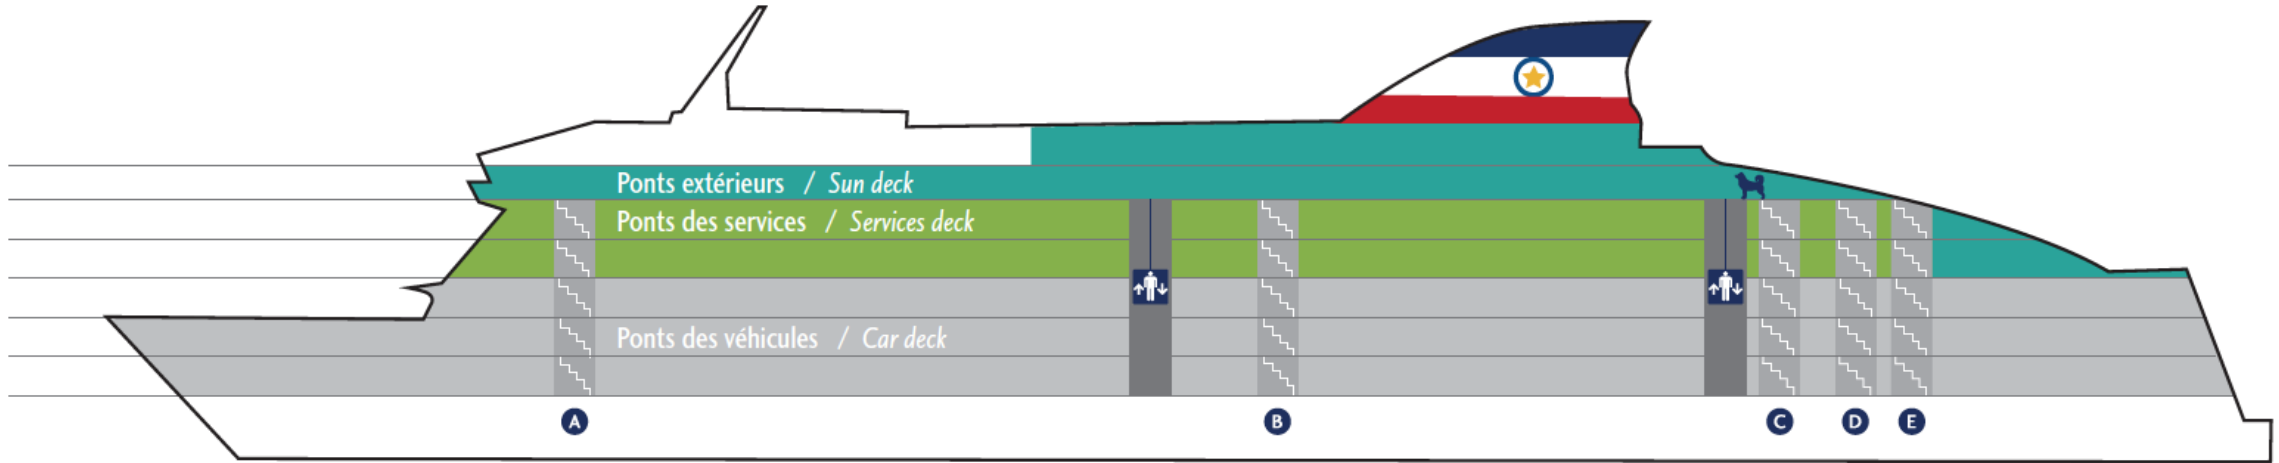 Ponts extérieurs / Sun deck
Ponts des services / Services deck
Ponts des véhicules / Car deck
A B C D E